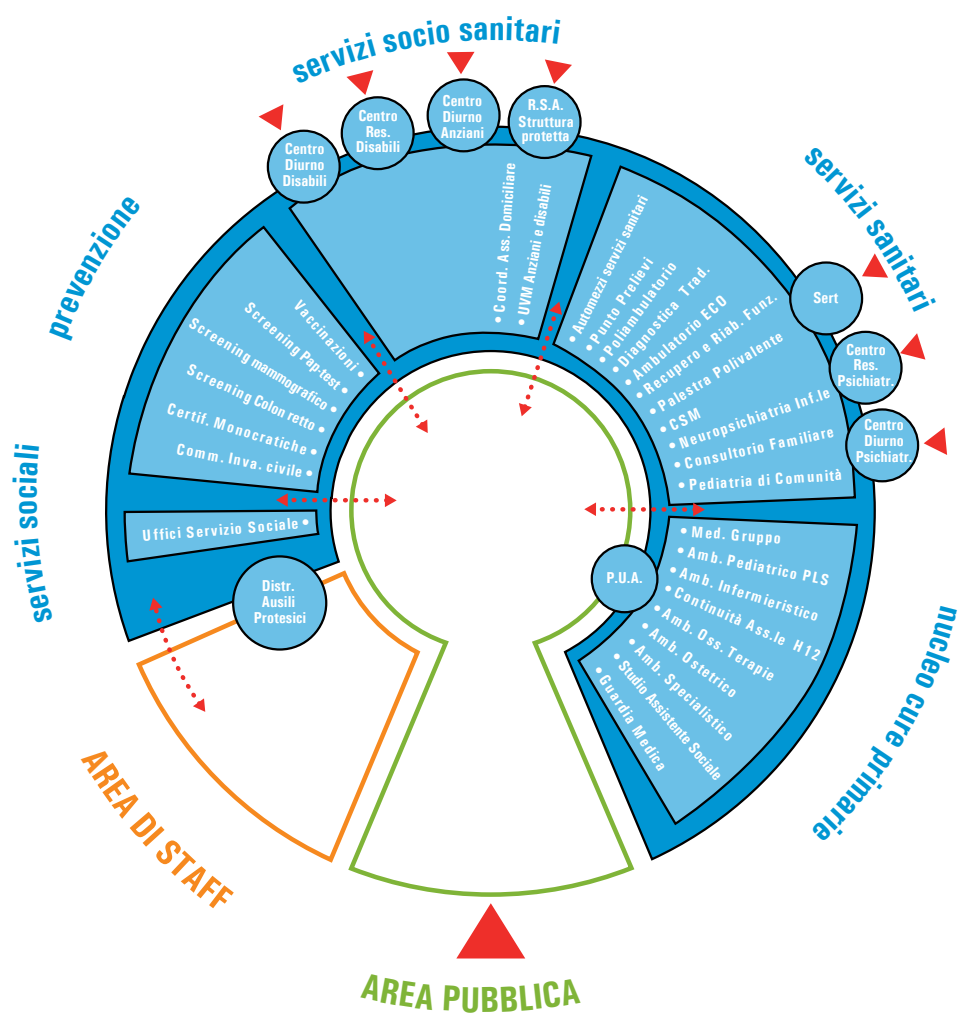 servizi socio sanitari
Centro
Diurno
Disabili
Centro
Res.
Disabili
Centro
Diurno
Anziani
R.S.A.
Struttura
protetta
• Coord. Ass. Domiciliare
• UVM Anziani e disabili
servizi sanitari
• Automezzi servizi sanitari
• Punto Prelievi
• Poliambulatorio
• Diagnostica Trad.
• Ambulatorio ECO
• Recupero e Riab. Funz.
• Palestra Polivalente
• CSM
• Neuropsichiatria Inf.le
• Consultorio Familiare
• Pediatria di Comunità
Sert
Centro
Res.
Psichiatr.
Centro
Diurno
Psichiatr.
prevenzione
Vaccinazioni •
Screening Pap-test •
Screening mammografico •
Screening Colon retto •
Certif. Monocratiche •
Comm. Inva. civile •
servizi sociali
Uffici Servizio Sociale •
Distr.
Ausili
Protesici
P.U.A.
• Med. Gruppo
• Amb. Pediatrico PLS
• Amb. Infermieristico
• Continuità Ass.le H12
• Amb. Oss. Terapie
• Amb. Ostetrico
• Amb. Specialistico
• Studio Assistente Sociale
• Guardia Medica
nucleo cure primarie
AREA DI STAFF
AREA PUBBLICA